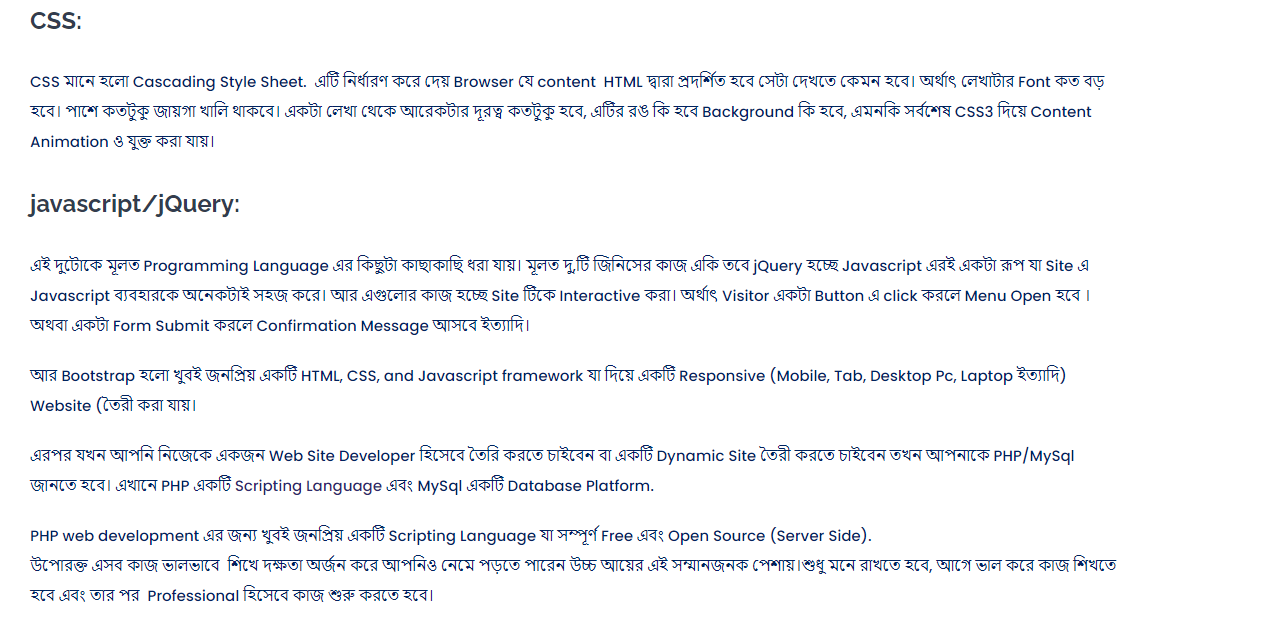 CSS:
CSS মানে হলো Cascading Style Sheet.  এটি নির্ধারণ করে দেয় Browser যে content  HTML দ্বারা প্রদর্শিত হবে সেটা দেখতে কেমন হবে। অর্থাৎ লেখাটার Font কত বড়
হবে। পাশে কতটুকু জায়গা খালি থাকবে। একটা লেখা থেকে আরেকটার দূরত্ব কতটুকু হবে, এটির রঙ কি হবে Background কি হবে, এমনকি সর্বশেষ CSS3 দিয়ে Content
Animation ও যুক্ত করা যায়।
javascript/jQuery:
এই দুটোকে মূলত Programming Language এর কিছুটা কাছাকাছি ধরা যায়। মূলত দু,টি জিনিসের কাজ একি তবে jQuery হচ্ছে Javascript এরই একটা রূপ যা Site এ
Javascript ব্যবহারকে অনেকটাই সহজ করে। আর এগুলোর কাজ হচ্ছে Site টিকে Interactive করা। অর্থাৎ Visitor একটা Button এ click করলে Menu Open হবে ।
অথবা একটা Form Submit করলে Confirmation Message আসবে ইত্যাদি।
আর Bootstrap হলো খুবই জনপ্রিয় একটি HTML, CSS, and Javascript framework যা দিয়ে একটি Responsive (Mobile, Tab, Desktop Pc, Laptop ইত্যাদি)
Website (তৈরী করা যায়।
এরপর যখন আপনি নিজেকে একজন Web Site Developer হিসেবে তৈরি করতে চাইবেন বা একটি Dynamic Site তৈরী করতে চাইবেন তখন আপনাকে PHP/MySql
জানতে হবে। এখানে PHP একটি Scripting Language এবং MySql একটি Database Platform.
PHP web development এর জন্য খুবই জনপ্রিয় একটি Scripting Language যা সম্পূর্ণ Free এবং Open Source (Server Side).
উপোরক্ত এসব কাজ ভালভাবে  শিখে দক্ষতা অর্জন করে আপনিও নেমে পড়তে পারেন উচ্চ আয়ের এই সম্মানজনক পেশায়।শুধু মনে রাখতে হবে, আগে ভাল করে কাজ শিখতে
হবে এবং তার পর  Professional হিসেবে কাজ শুরু করতে হবে।